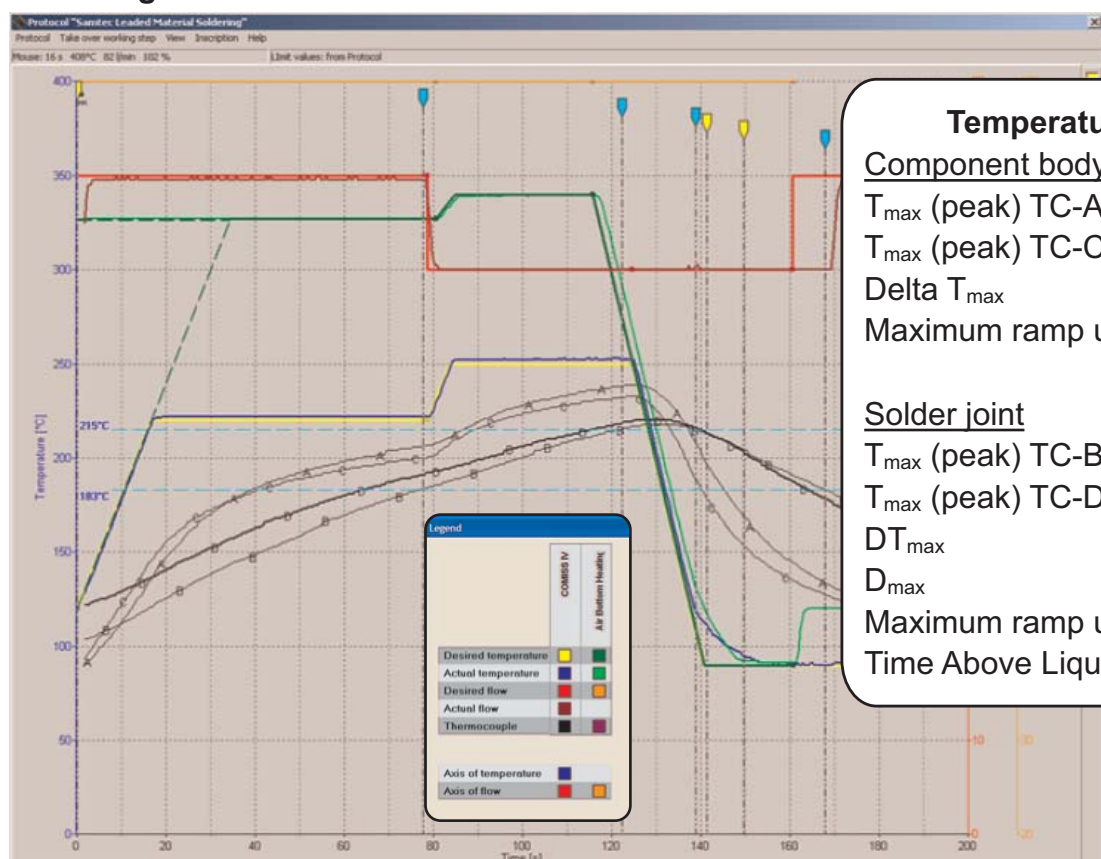 Protocol "Samtec Leaded Material Soldering"
Protocol Take over working step View Inscription Help
Mouse: 16 s 408°C 82 l/min 102 % Limit values: from Protocol
400
350
300
250
215°C
200
183°C
150
100
50
0
Temperature [°C]
0 20 40 60 80 100 120 140 160 180 200
Time [s]
10
0
A A A A A A A
C C C C C C
B B B B B B B B
D D D D D D D
Legend
COMISS IV
Air Bottom Heating
Desired temperature
Actual temperature
Desired flow
Actual flow
Thermocouple
Axis of temperature
Axis of flow
Component body
Tmax (peak) TC-A
Tmax (peak) TC-C
Delta Tmax
Maximum ramp
Solder joint
Tmax (peak) TC-B
Tmax (peak) TC-D
DTmax
Dmax
Maximum ramp
Time Above